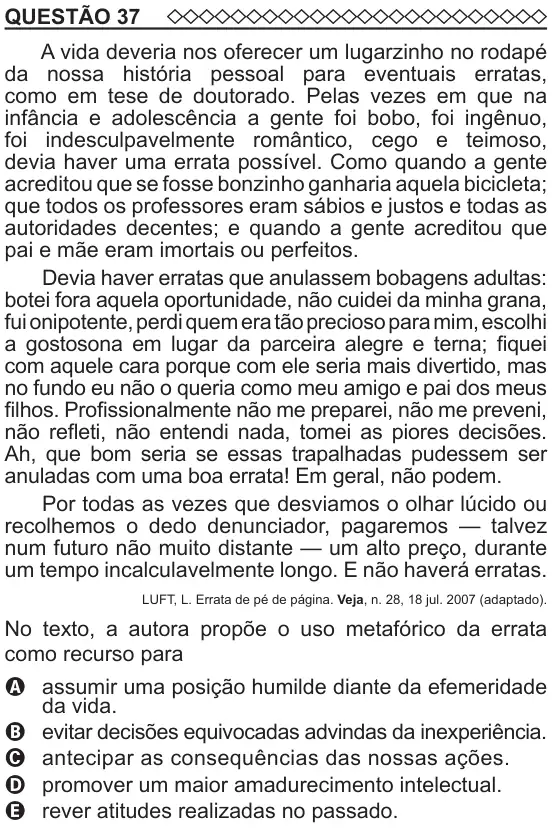 QUESTÃO 37
A vida deveria nos oferecer um lugarzinho no rodapé
da nossa história pessoal para eventuais erratas,
como em tese de doutorado. Pelas vezes em que na
infância e adolescência a gente foi bobo, foi ingênuo,
foi indesculpavelmente romântico, cego e teimoso,
devia haver uma errata possível. Como quando a gente
acreditou que se fosse bonzinho ganharia aquela bicicleta;
que todos os professores eram sábios e justos e todas as
autoridades decentes; e quando a gente acreditou que
pai e mãe eram imortais ou perfeitos.
Devia haver erratas que anulassem bobagens adultas:
botei fora aquela oportunidade, não cuidei da minha grana,
fui onipotente, perdi quem era tão precioso para mim, escolhi
a gostosona em lugar da parceira alegre e terna; fiquei
com aquele cara porque com ele seria mais divertido, mas
no fundo eu não o queria como meu amigo e pai dos meus
filhos. Profissionalmente não me preparei, não me preveni,
não refleti, não entendi nada, tomei as piores decisões.
Ah, que bom seria se essas trapalhadas pudessem ser
anuladas com uma boa errata! Em geral, não podem.
Por todas as vezes que desviamos o olhar lúcido ou
recolhemos o dedo denunciador, pagaremos — talvez
num futuro não muito distante — um alto preço, durante
um tempo incalculavelmente longo. E não haverá erratas.
LUFT, L. Errata de pé de página. Veja, n. 28, 18 jul. 2007 (adaptado).
No texto, a autora propõe o uso metafórico da errata
como recurso para
A assumir uma posição humilde diante da efemeridade
da vida.
B evitar decisões equivocadas advindas da inexperiência.
C antecipar as consequências das nossas ações.
D promover um maior amadurecimento intelectual.
E rever atitudes realizadas no passado.